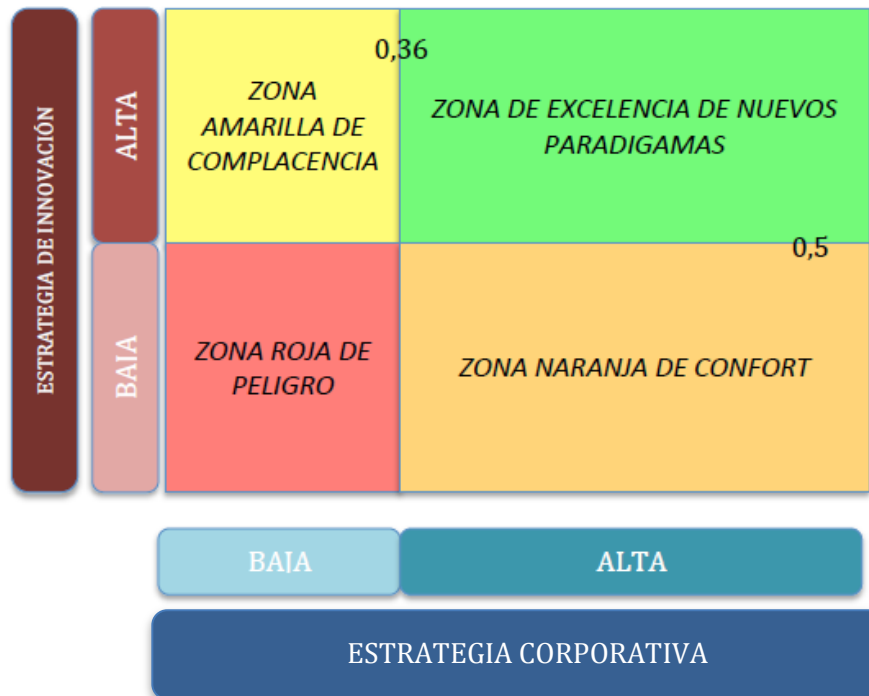 ESTRATEGIA DE INNOVACIÓN
ALTA
BAJA
0,36
ZONA
AMARILLA DE
COMPLACENCIA
ZONA DE EXCELENCIA DE NUEVOS
PARADIGAMAS
0,5
ZONA ROJA DE
PELIGRO
ZONA NARANJA DE CONFORT
BAJA
ALTA
ESTRATEGIA CORPORATIVA